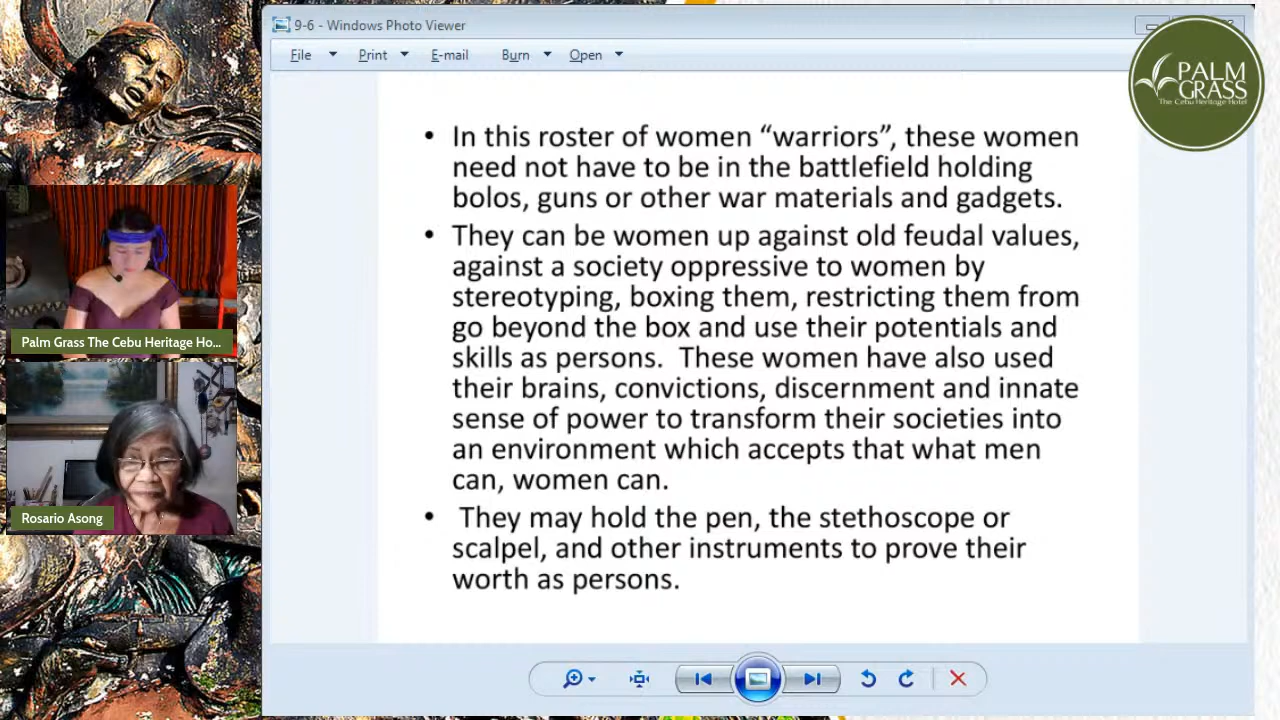 9-6 - Windows Photo Viewer
File Print E-mail Burn Open
PALM
GRASS
The Cebu Heritage Hotel
• In this roster of women “warriors”, these women
need not have to be in the battlefield holding
bolos, guns or other war materials and gadgets.
• They can be women up against old feudal values,
against a society oppressive to women by
stereotyping, boxing them, restricting them from
go beyond the box and use their potentials and
skills as persons. These women have also used
their brains, convictions, discernment and innate
sense of power to transform their societies into
an environment which accepts that what men
can, women can.
• They may hold the pen, the stethoscope or
scalpel, and other instruments to prove their
worth as persons.
Palm Grass The Cebu Heritage Ho...
Rosario Asong